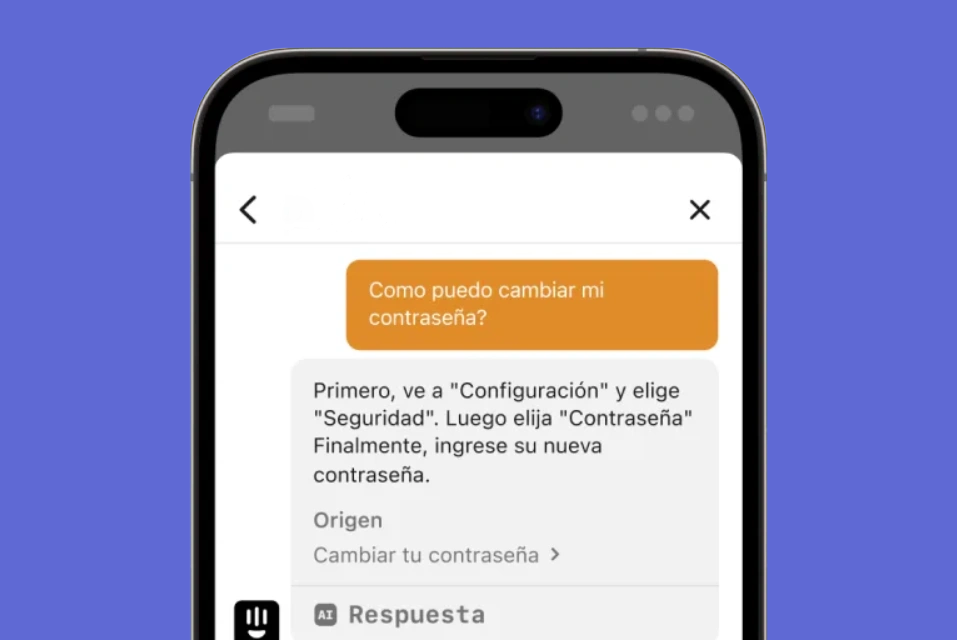 Como puedo cambiar mi
contraseña?
Primero, ve a "Configuración" y elige
"Seguridad". Luego elija "Contraseña"
Finalmente, ingrese su nueva
contraseña.
Origen
Cambiar tu contraseña
AI Respuesta